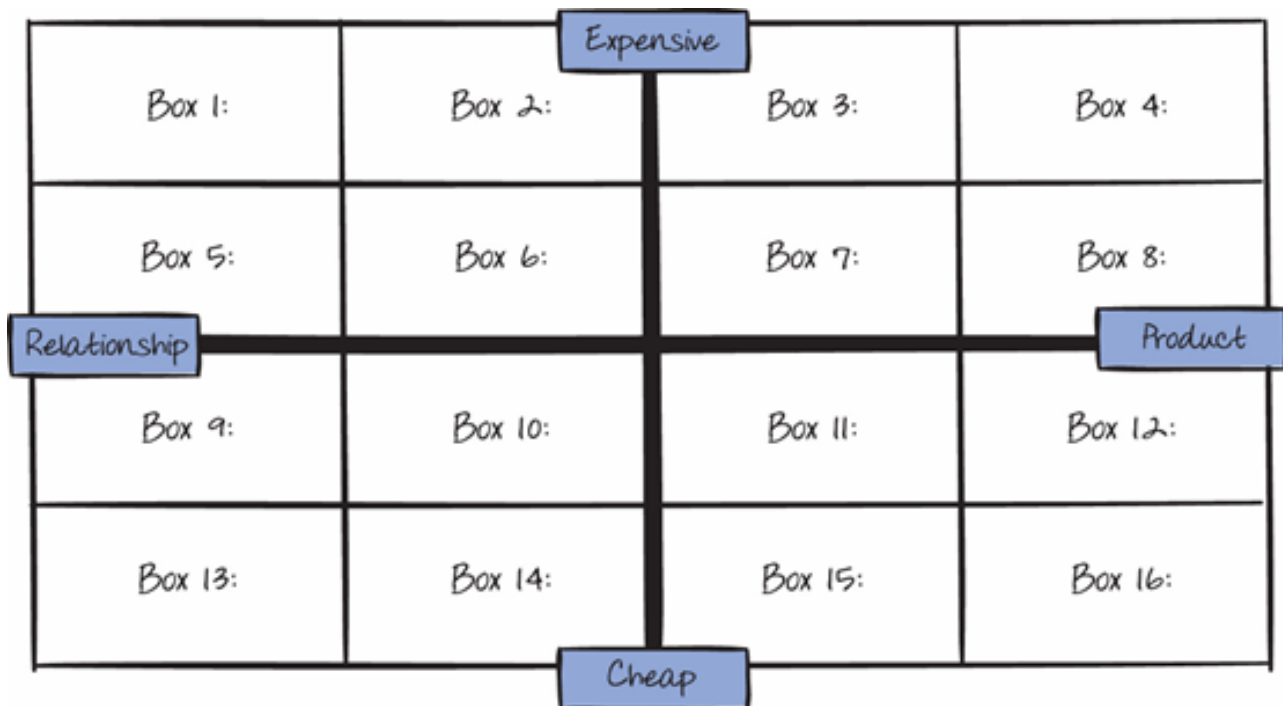 Expensive
Box 1:
Box 2:
Box 3:
Box 4:
Box 5:
Box 6:
Box 7:
Box 8:
Relationship
Product
Box 9:
Box 10:
Box 11:
Box 12:
Box 13:
Box 14:
Box 15:
Box 16:
Cheap